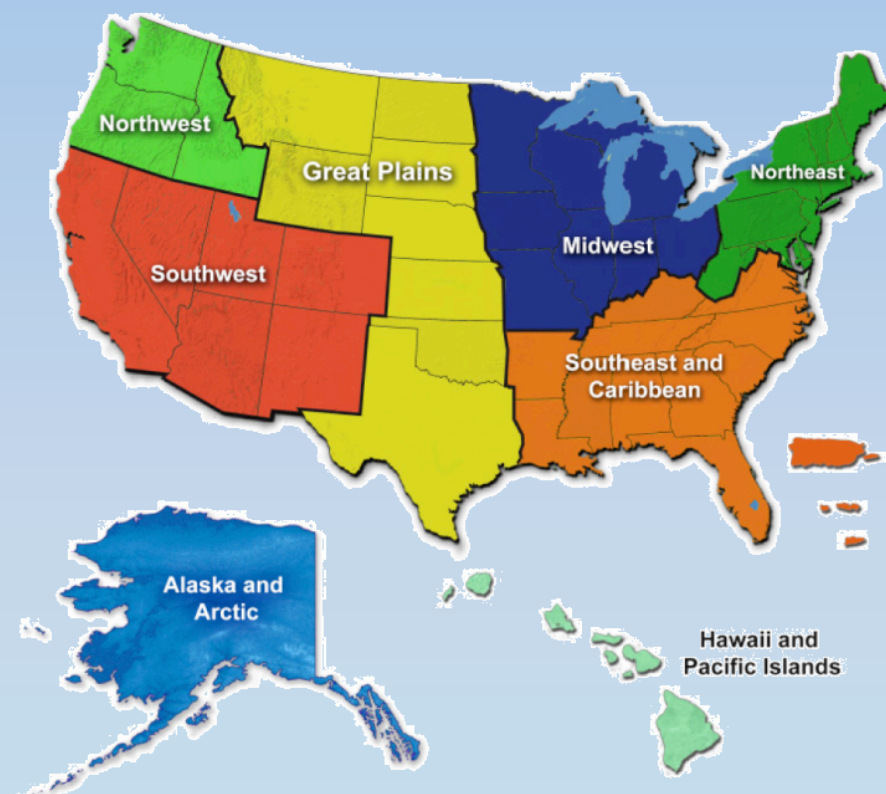 Northwest
Great Plains
Northeast
Midwest
Southwest
Southeast and
Caribbean
Alaska and
Arctic
Hawaii and
Pacific Islands